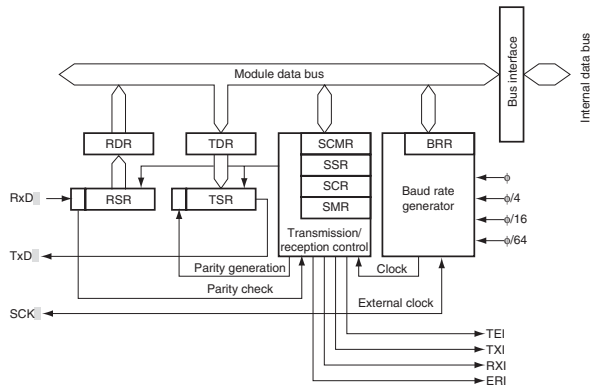 Module data bus
Bus interface
Internal data bus
RDR
TDR
SCMR
BRR
SSR
SCR
SMR
RxD
RSR
TSR
Baud rate
generator
ϕ
ϕ/4
ϕ/16
ϕ/64
Transmission/
reception control
TxD
Parity generation
Clock
Parity check
SCK
External clock
TEI
TXI
RXI
ERI